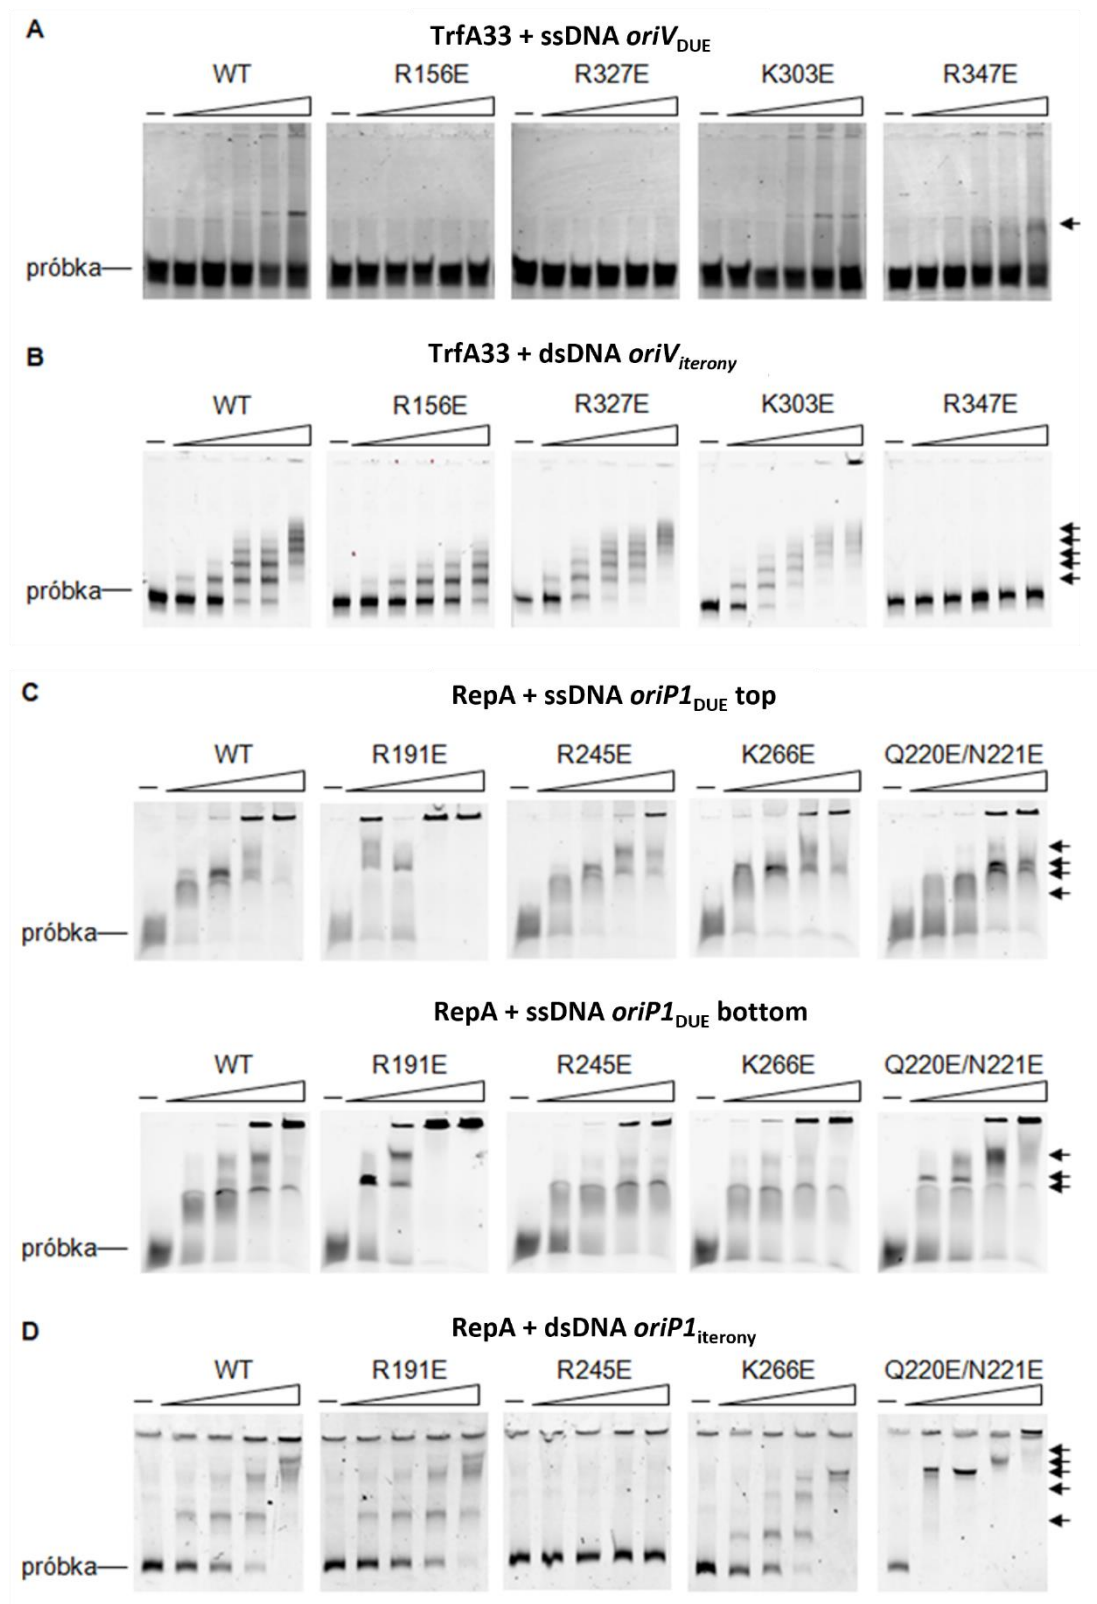 A
TrfA33 + ssDNA oriVDUE
WT R156E R327E K303E R347E
próbka
B
TrfA33 + dsDNA oriViterony
WT R156E R327E K303E R347E
próbka
C
RepA + ssDNA oriP1DUE top
WT R191E R245E K266E Q220E/N221E
próbka
RepA + ssDNA oriP1DUE bottom
WT R191E R245E K266E Q220E/N221E
próbka
D
RepA + dsDNA oriP1iterony
WT R191E R245E K266E Q220E/N221E
próbka